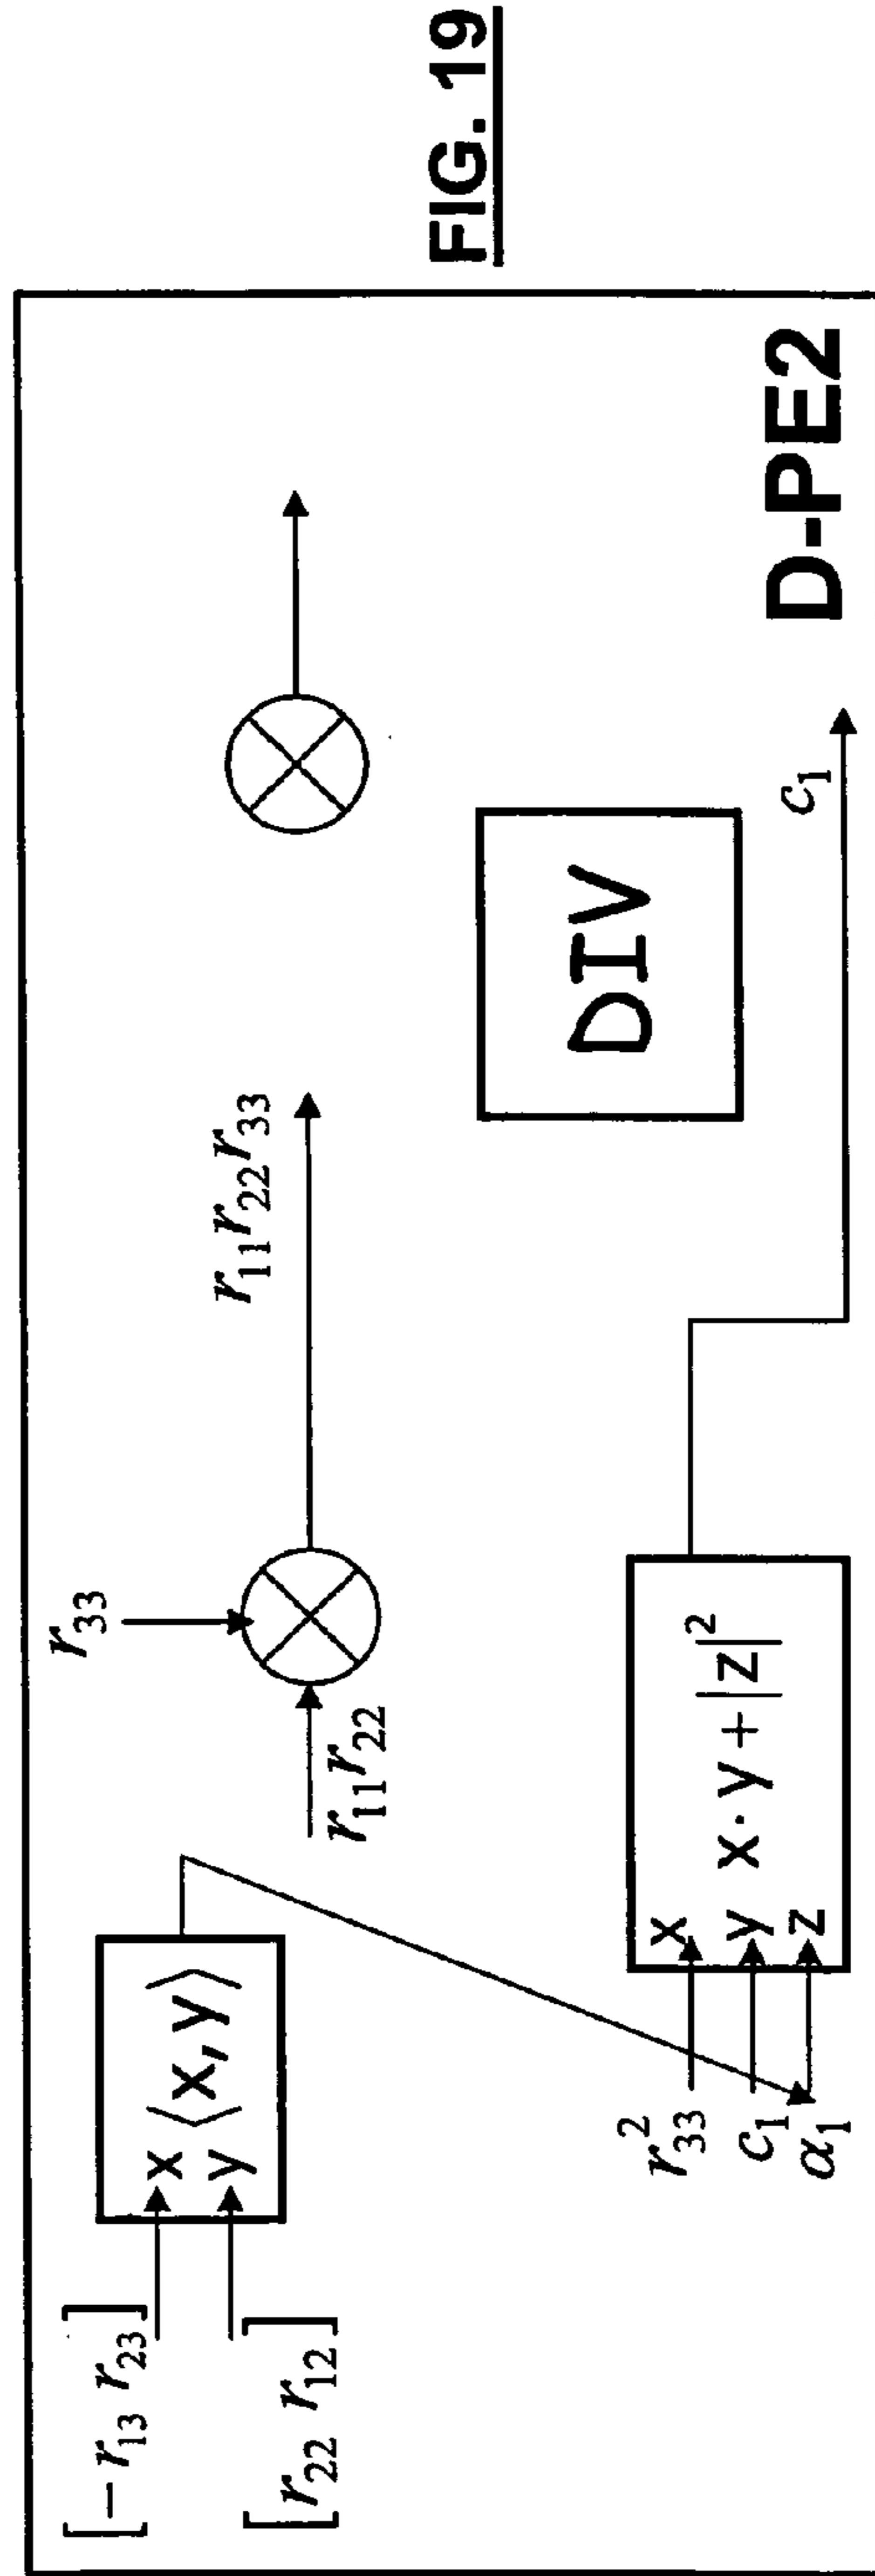 [−r₁₃ r₂₃]
[r₂₂ r₁₂]
x
y
⟨x, y⟩
r₃₃
r₁₁r₂₂
r₁₁r₂₂r₃₃
r₃₃²
c₁
α₁
x
y
z
x · y + |z|²
DIV
c₁
D-PE2
FIG. 19